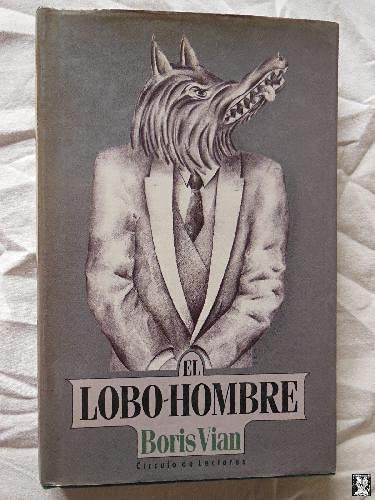 EL
LOBO-HOMBRE
Boris Vian
Círculo de Lectores